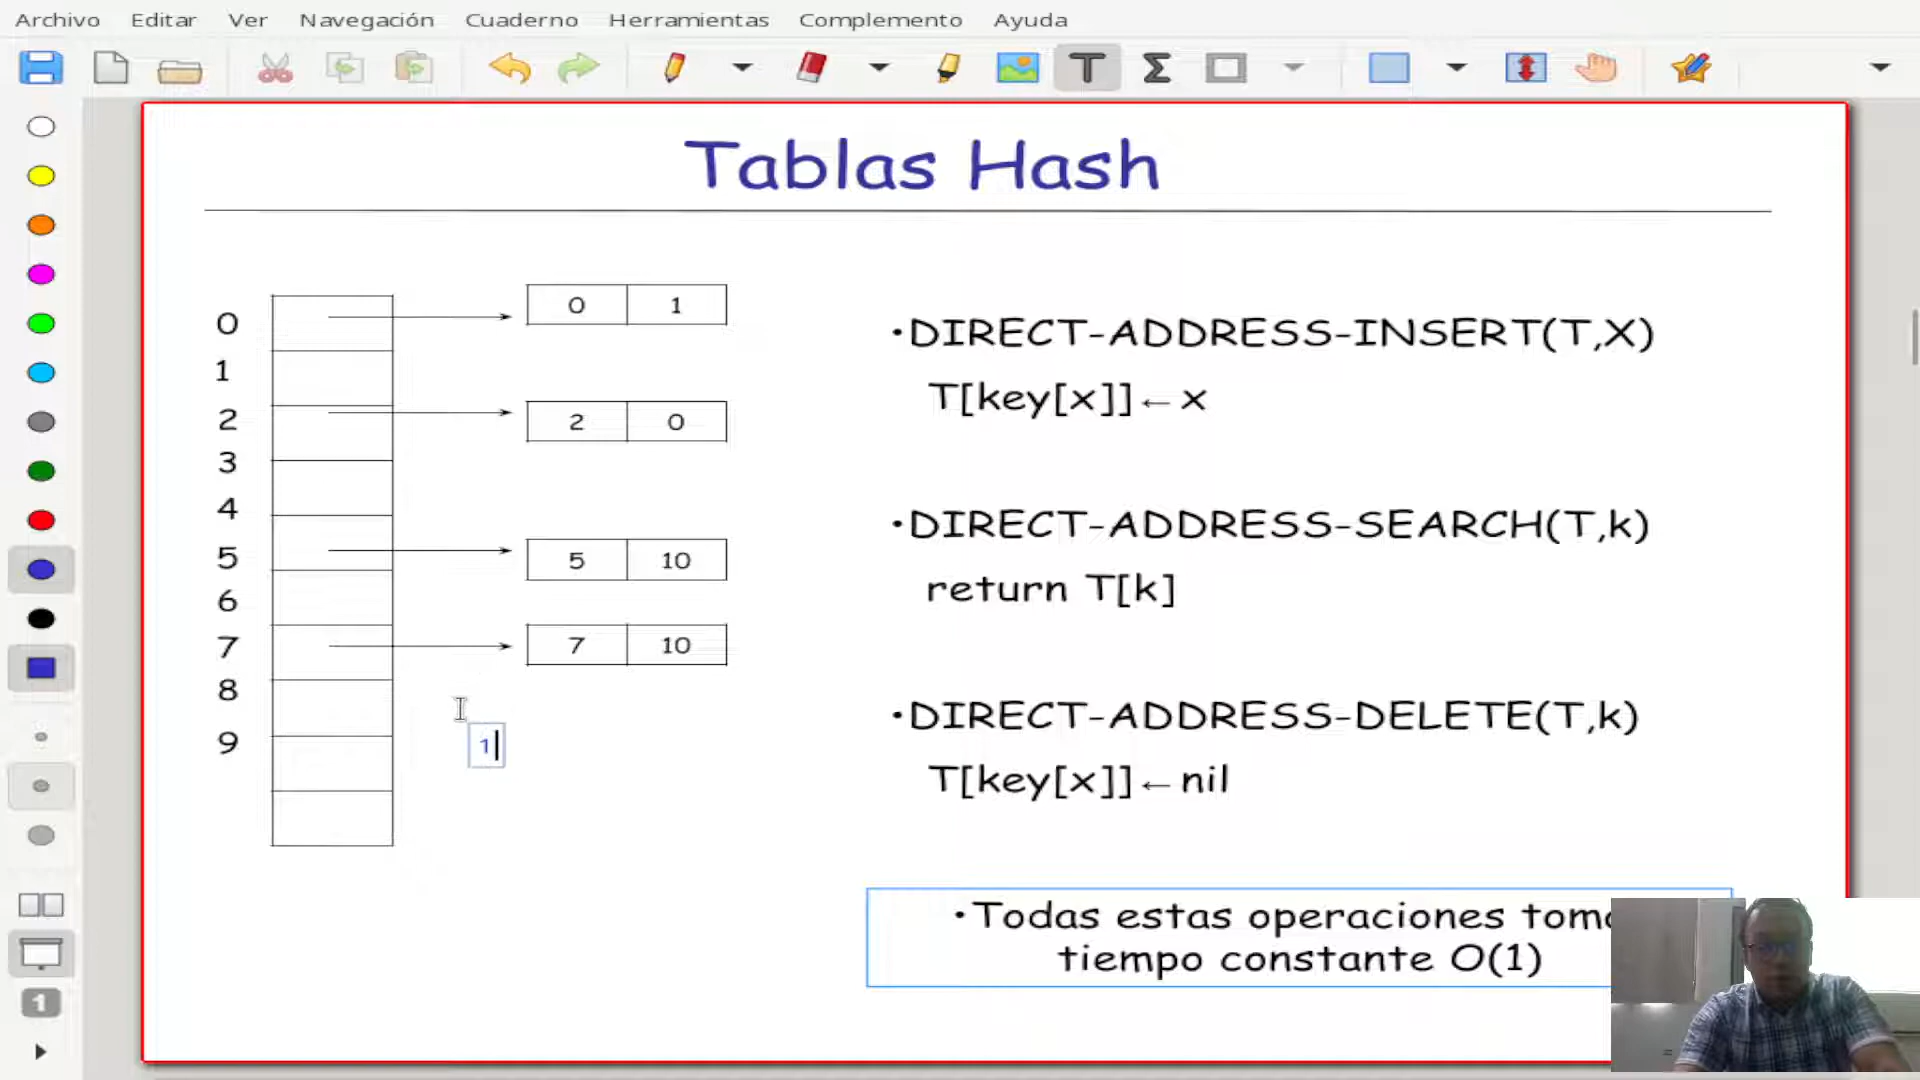 Archivo Editar Ver Navegación Cuaderno Herramientas Complemento Ayuda
Tablas Hash
0
1
2
3
4
5
6
7
8
9
0 1
2 0
5 10
7 10
1
•DIRECT-ADDRESS-INSERT(T,X)
T[key[x]]←x
•DIRECT-ADDRESS-SEARCH(T,k)
return T[k]
•DIRECT-ADDRESS-DELETE(T,k)
T[key[x]]←nil
•Todas estas operaciones
tiempo constante O(1)
1